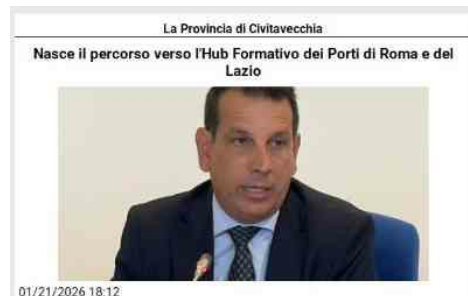 La Provincia di Civitavecchia
Nasce il percorso verso l'Hub Formativo dei Porti di Roma e del
Lazio
01/21/2026 18:12